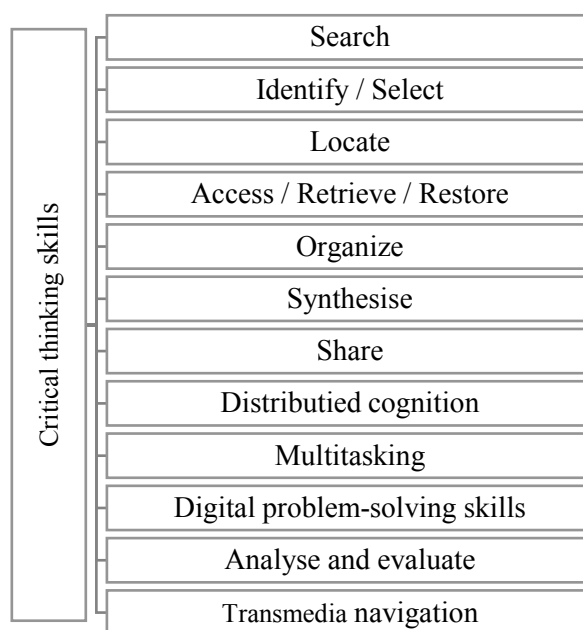 Critical thinking skills
Search
Identify / Select
Locate
Access / Retrieve / Restore
Organize
Synthesise
Share
Distributied cognition
Multitasking
Digital problem-solving skills
Analyse and evaluate
Transmedia navigation